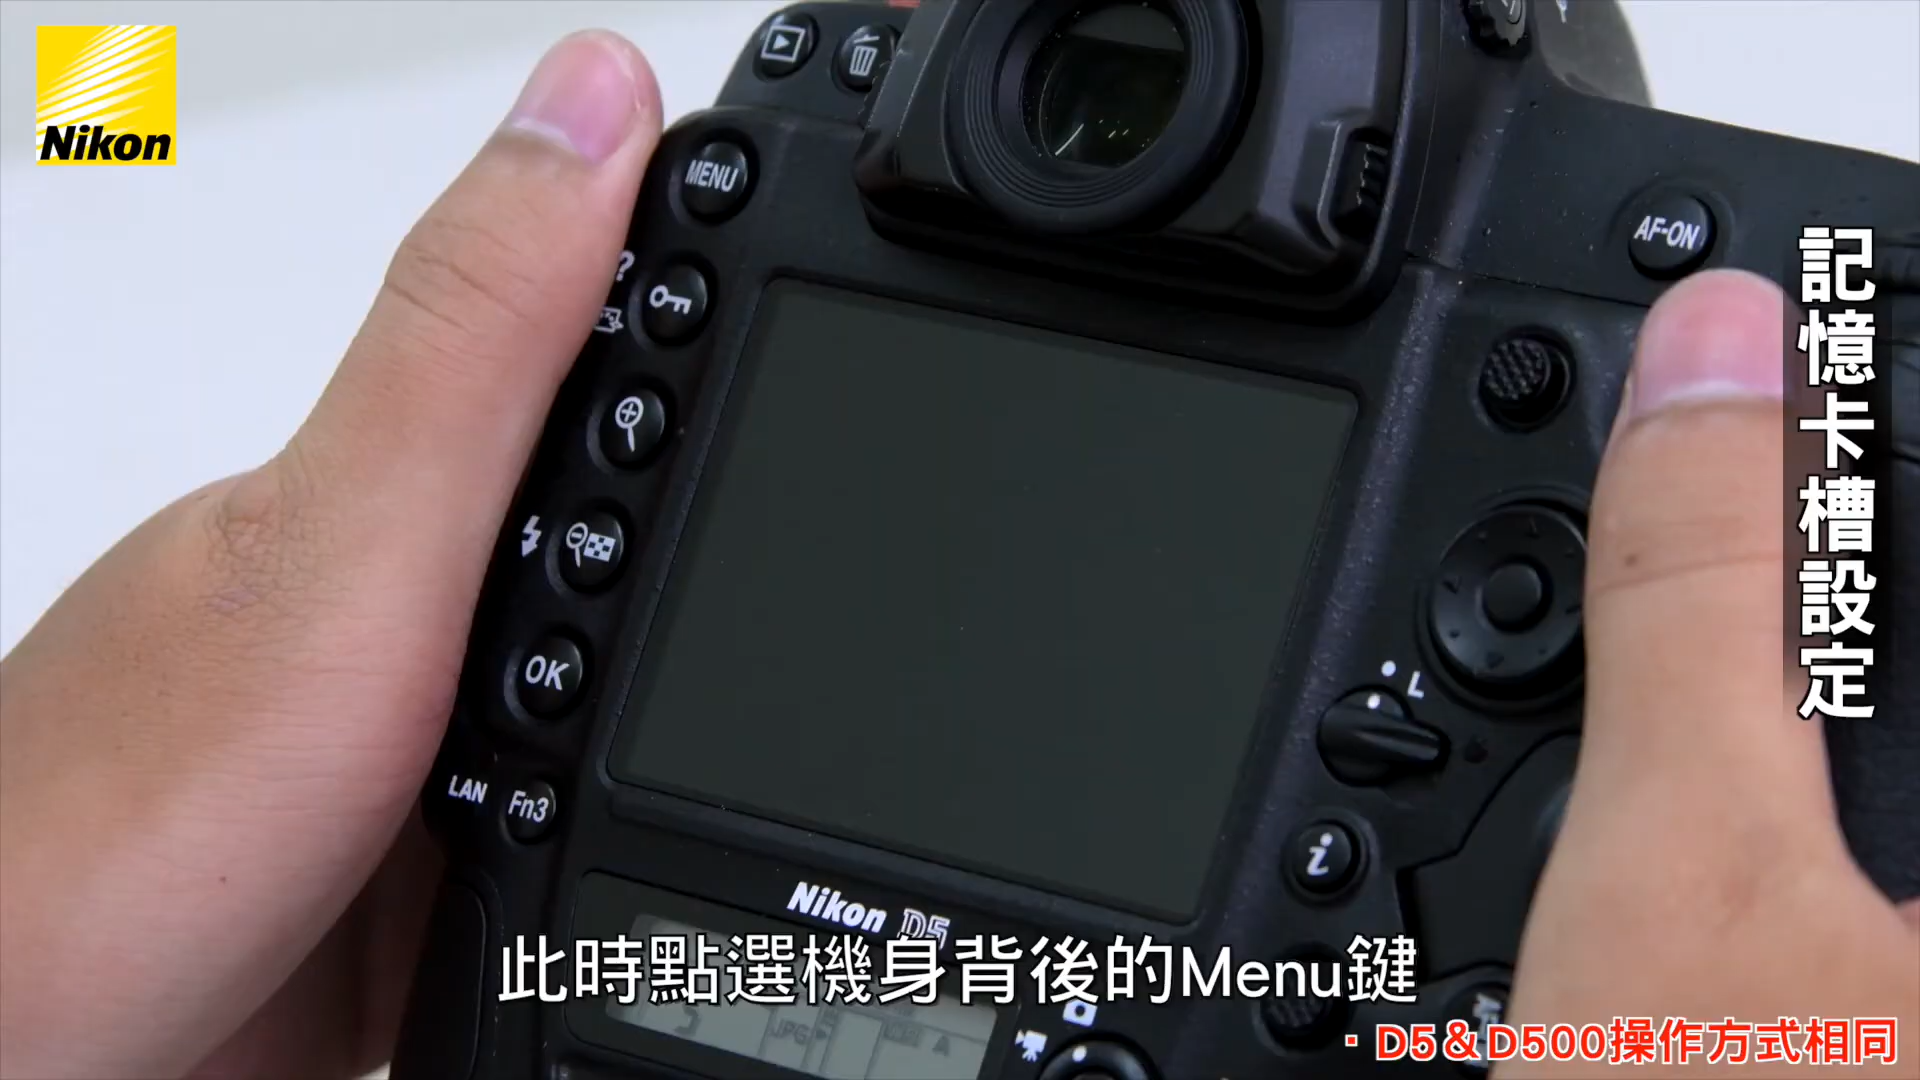 Nikon
MENU
AF-ON
?
OK
L
LAN
Fn3
i
Nikon D5
JPG
A
記憶卡槽設定
此時點選機身背後的Menu鍵
·D5&D500操作方式相同